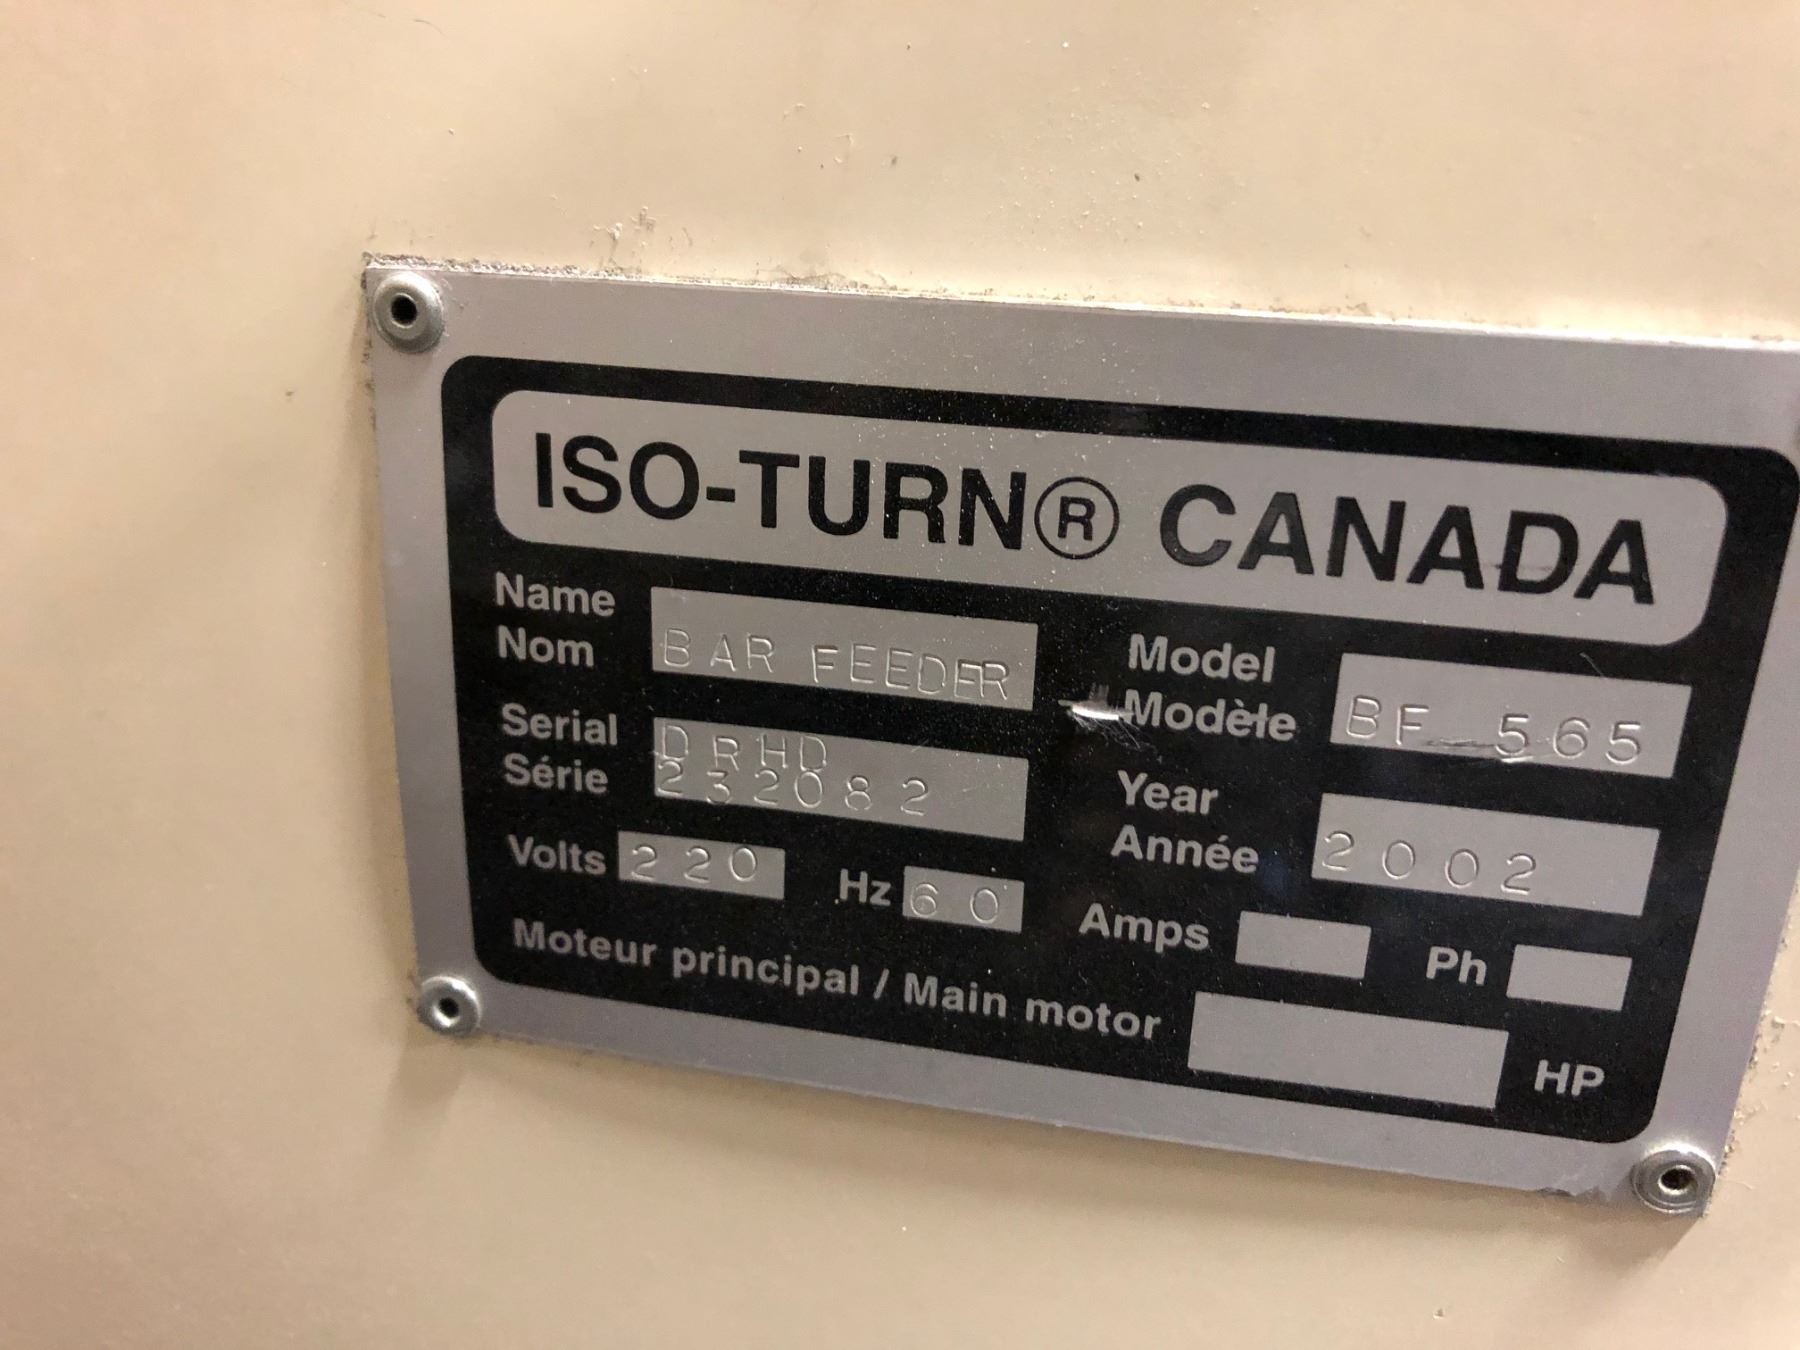 ISO-TURN® CANADA
Name
Nom
BAR FEEDER
Model
Modèle
BF 565
Serial
Série
DRHD
232082
Year
Année
2002
Volts 220 Hz 60 Amps Ph
Moteur principal / Main motor HP